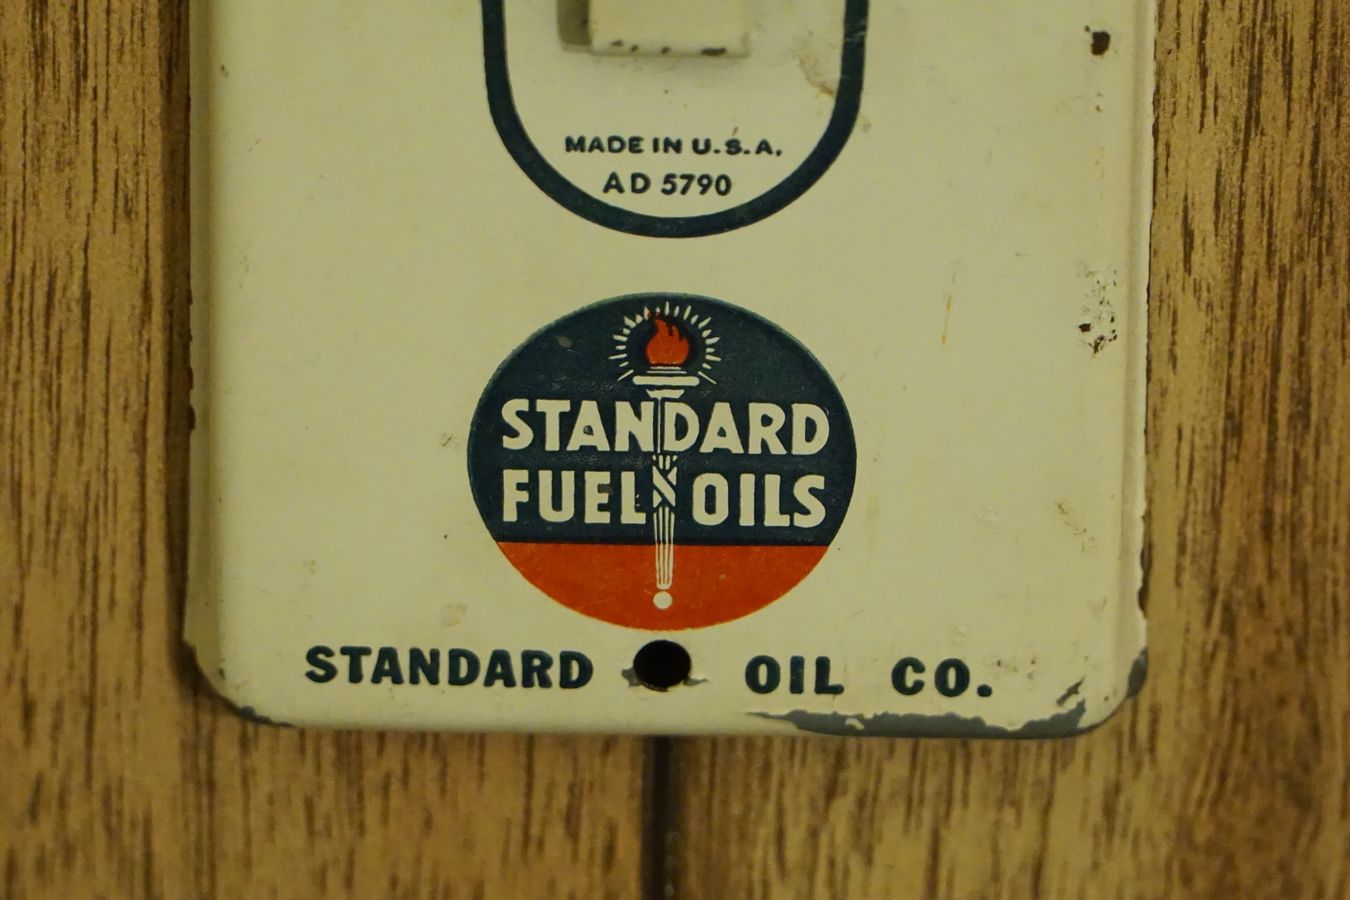 MADE IN U.S.A.
AD 5790
STANDARD
FUEL OILS
STANDARD OIL CO.